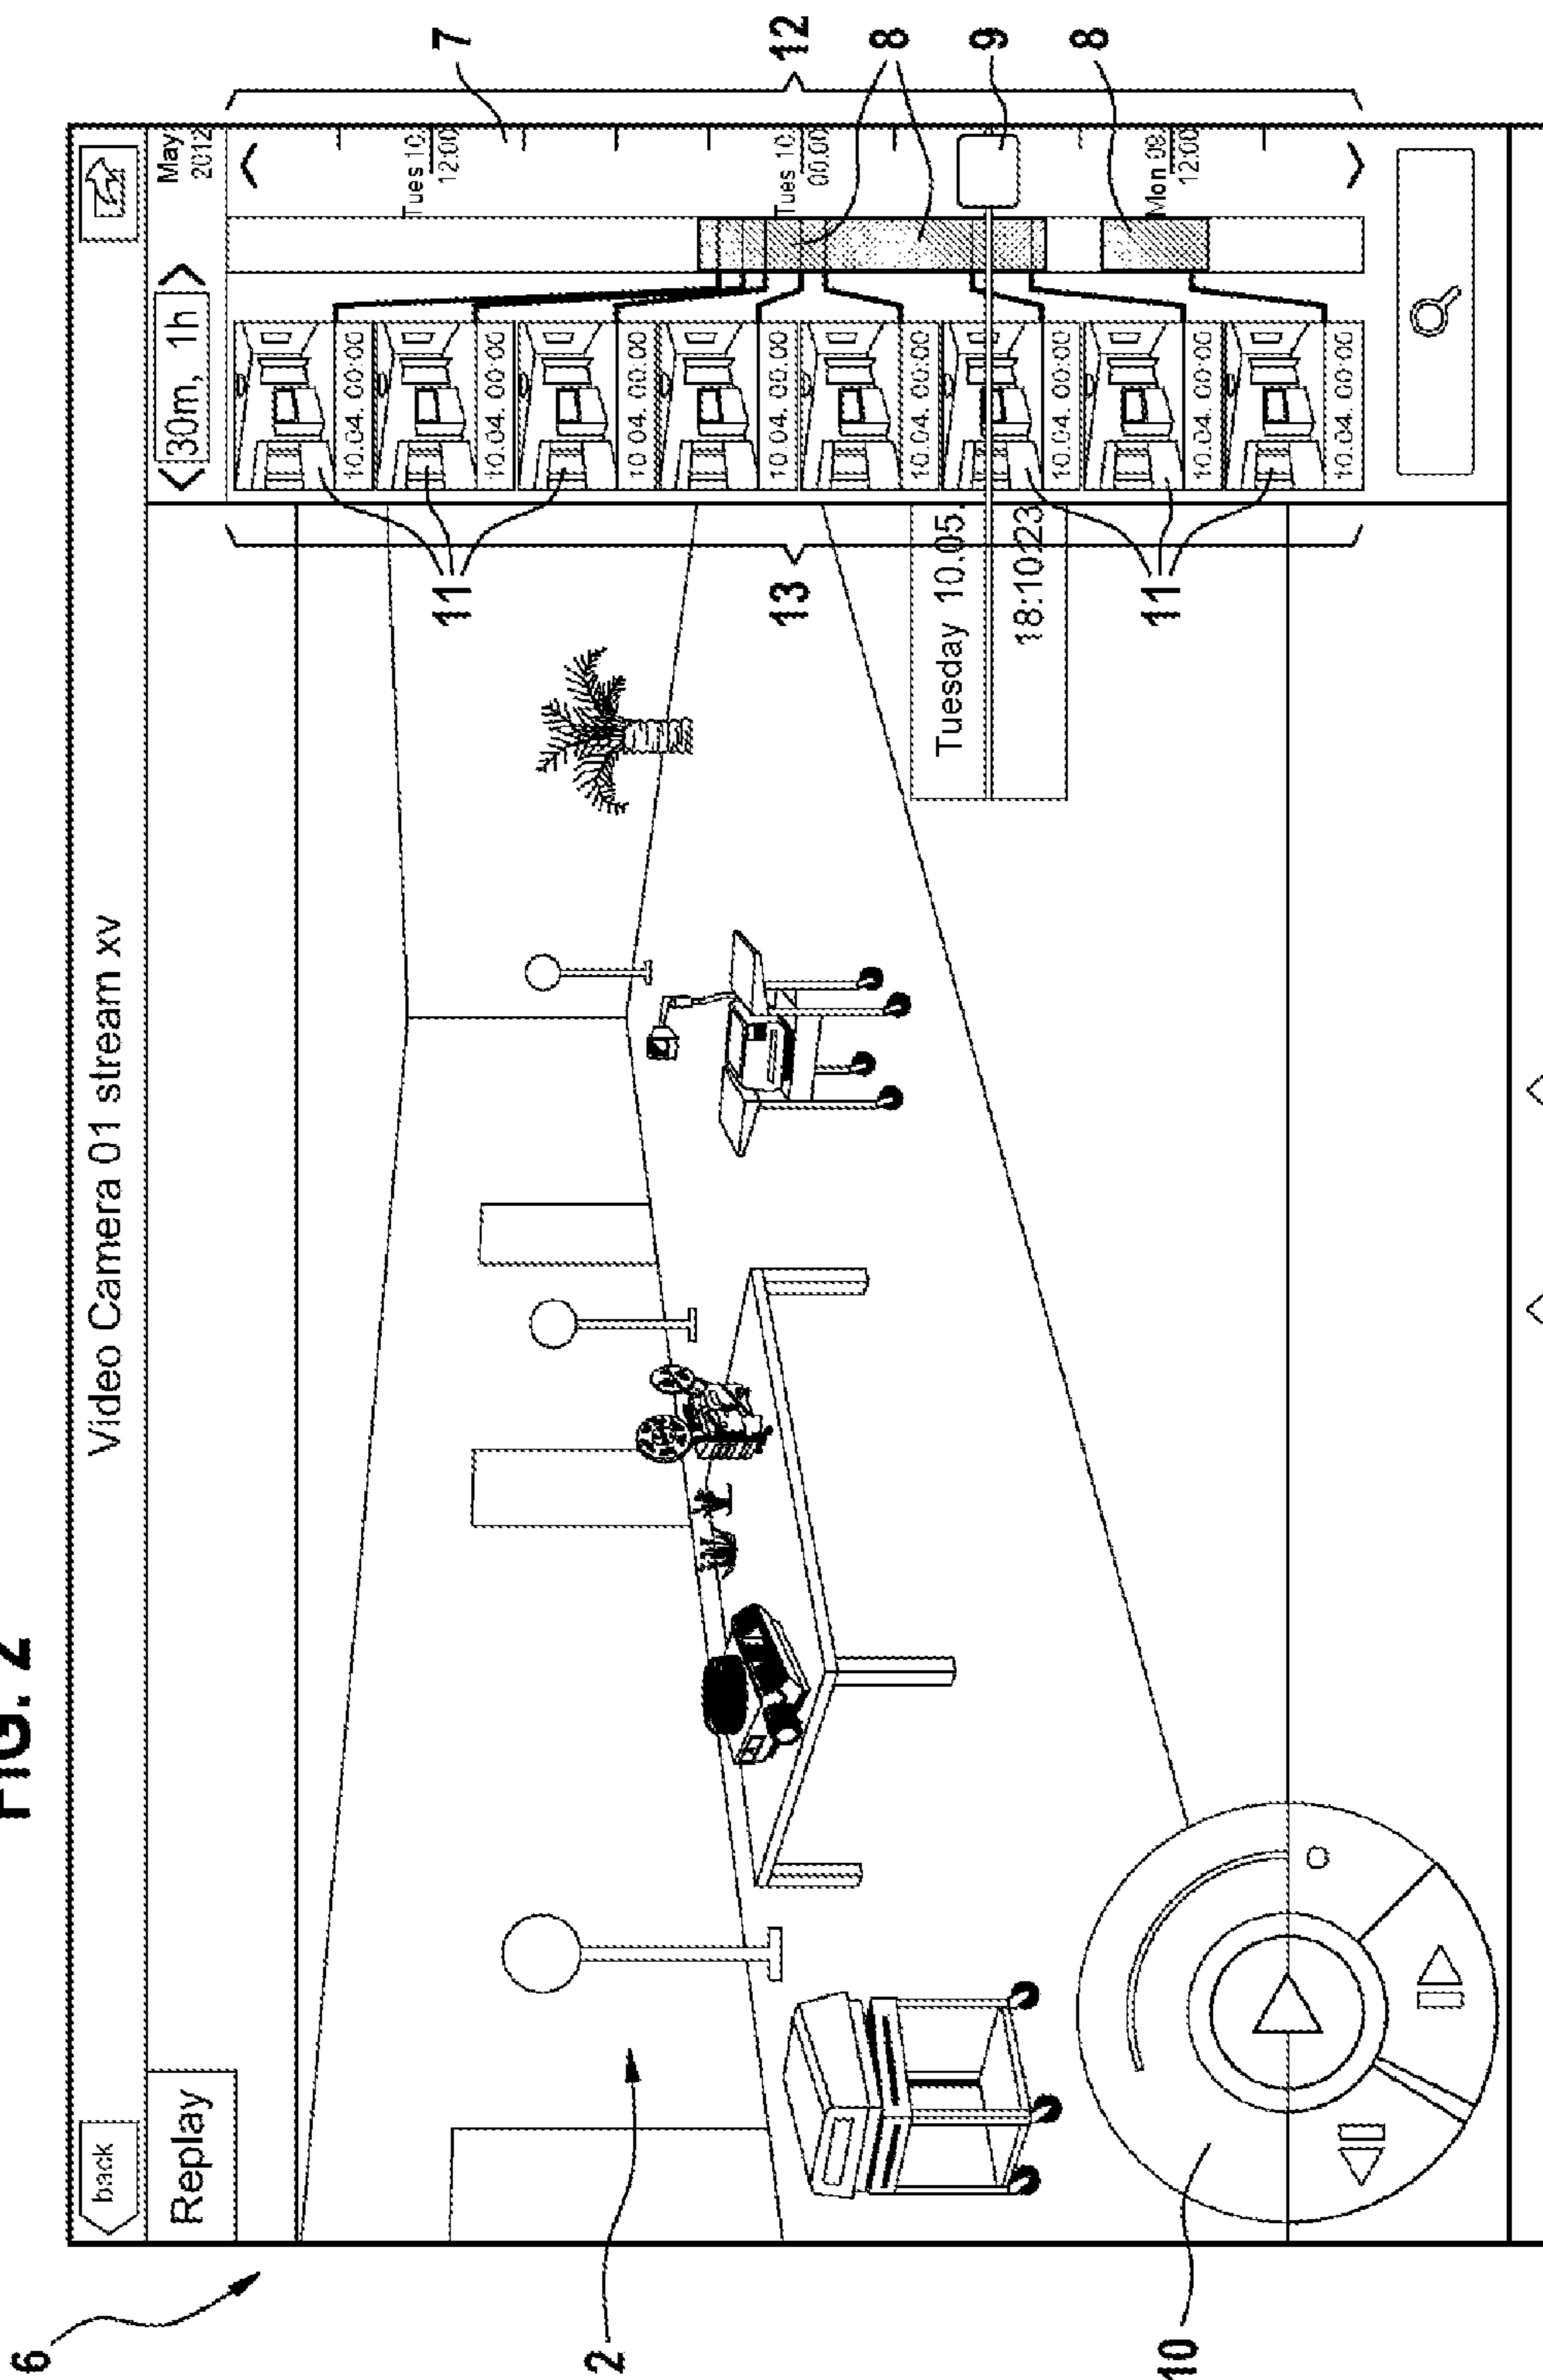 FIG. 2
6
back
Video Camera 01 stream xv
Replay
30m, 1h
May
2012
7
12
8
9
8
Tues 10
12:00
Tues 10
00.00
Mon 09
12:00
10.04. 00:00
10.04. 00:00
10 04. 00:00
10 04. 00:00
10.04. 00:00
10.04. 00:00
10.04. 00:00
10.04. 00:00
11
13
11
Tuesday 10.05.
18:10:23
2
10